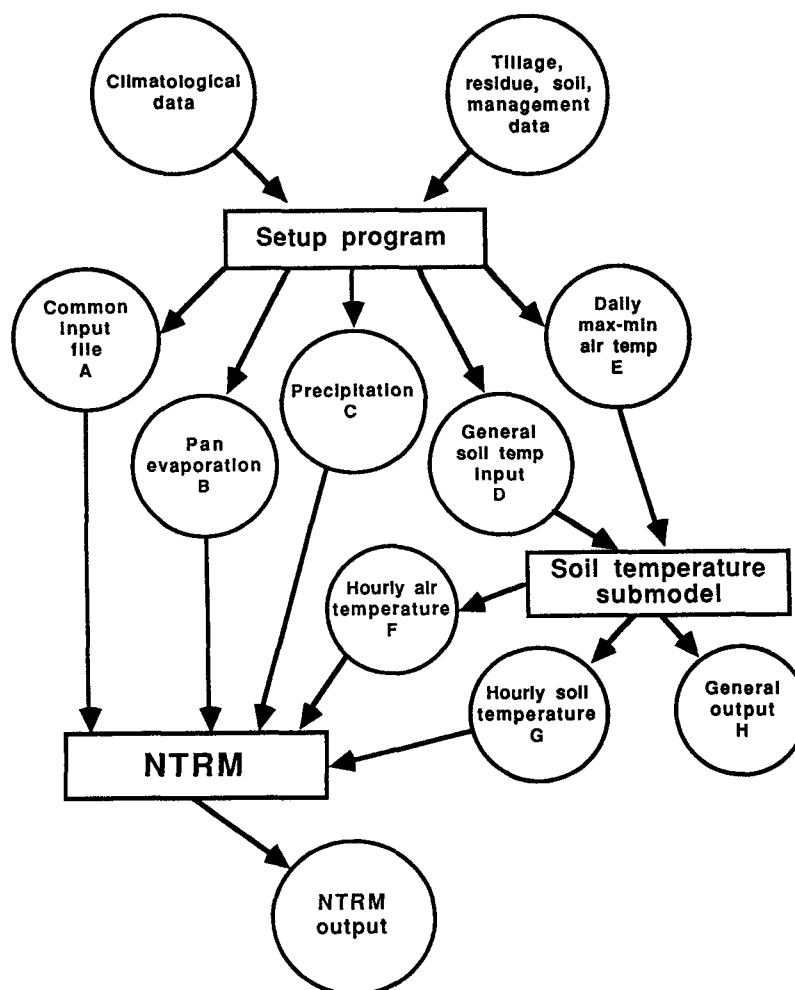 Climatological
data
Tillage,
residue, soil,
management
data
Setup program
Common
input
file
A
Daily
max-min
air temp
E
Precipitation
C
Pan
evaporation
B
General
soil temp
input
D
Soil temperature
submodel
Hourly air
temperature
F
Hourly soil
temperature
G
General
output
H
NTRM
NTRM
output